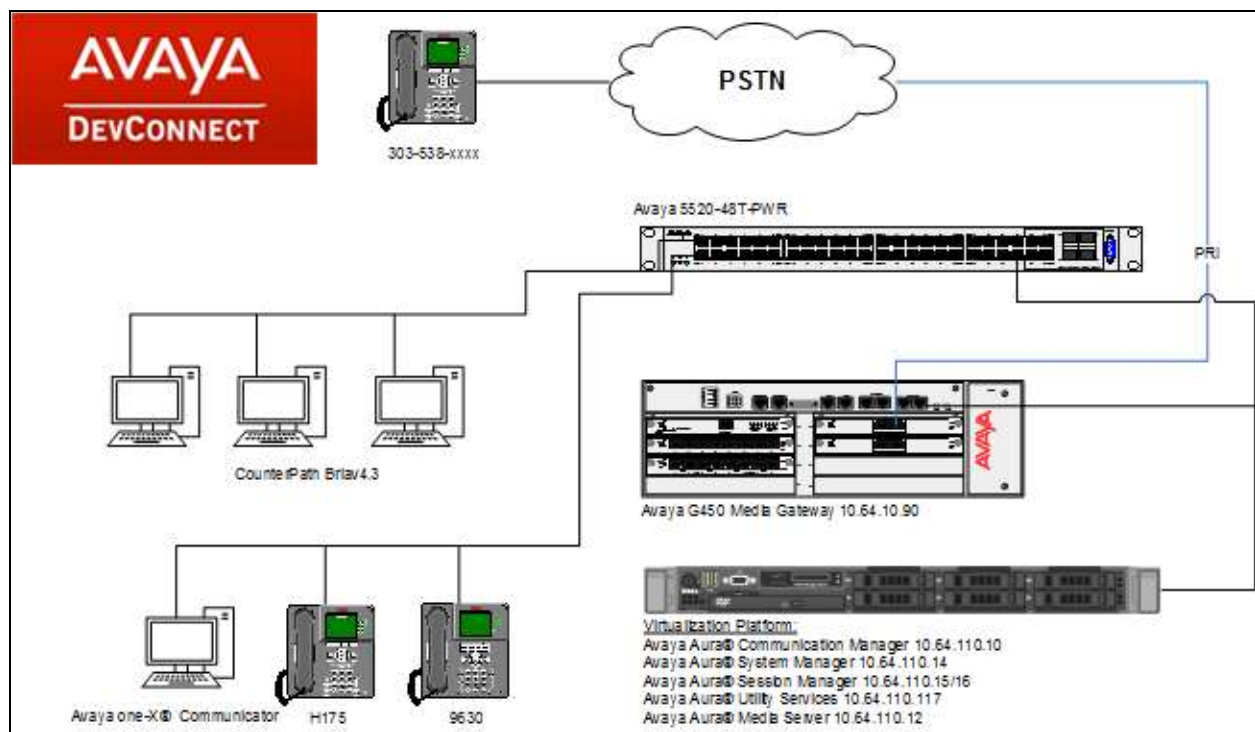 AVAYA
DEVCONNECT
PSTN
303-538-xxxx
Avaya 5520-48T-PWR
PRI
CounterPath Bria v4.3
AVAYA
Avaya G450 Media Gateway 10.64.10.90
Virtualization Platform:
Avaya Aura® Communication Manager 10.64.110.10
Avaya Aura® System Manager 10.64.110.14
Avaya Aura® Session Manager 10.64.110.15/16
Avaya Aura® Utility Services 10.64.110.117
Avaya Aura® Media Server 10.64.110.12
Avaya one-X® Communicator
H175
9630